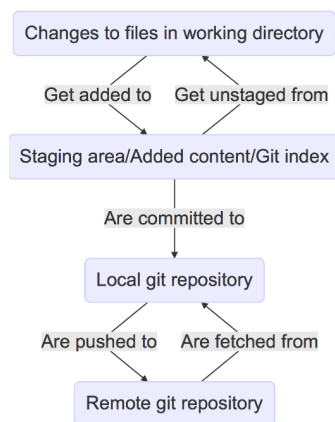 Changes to files in working directory
Get added to
Get unstaged from
Staging area/Added content/Git index
Are committed to
Local git repository
Are pushed to
Are fetched from
Remote git repository